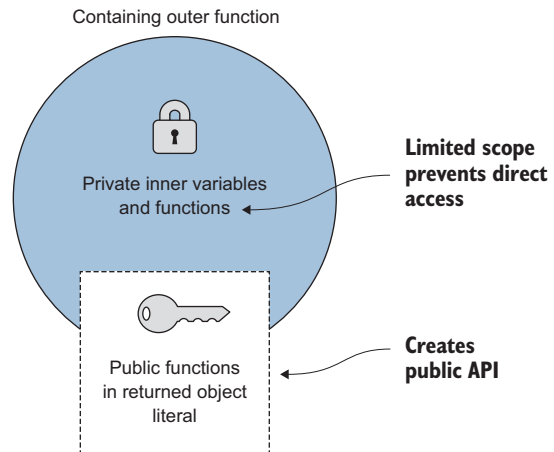 Containing outer function
Private inner variables
and functions
Limited scope
prevents direct
access
Public functions
in returned object
literal
Creates
public API